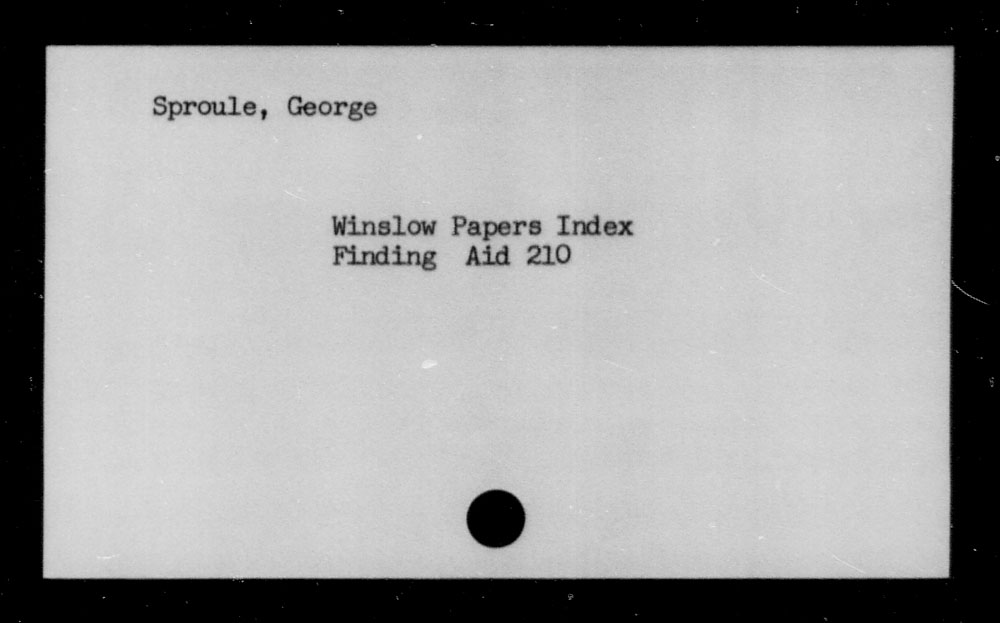 Sproule, George
Winslow Papers Index
Finding Aid 210